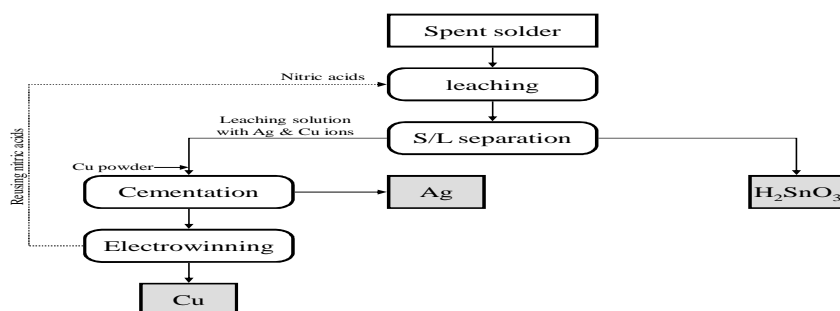 Spent solder
Nitric acids
leaching
Leaching solution
with Ag & Cu ions
S/L separation
Reusing nitric acids
Cu powder
Cementation
Ag
H₂SnO₃
Electrowinning
Cu